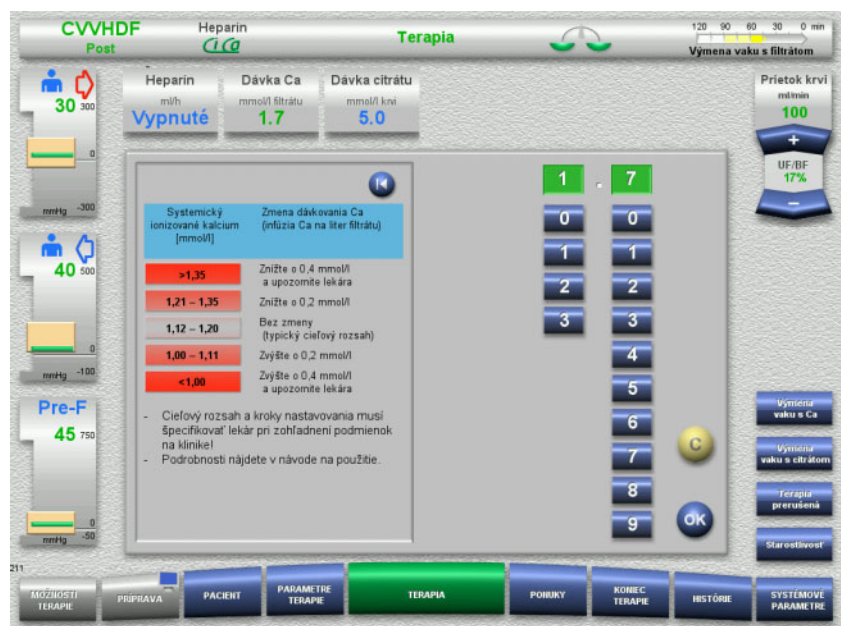 CVVHDF
Post
Heparin
CiCa
Terapia
120 90 60 30 0 min
Výmena vaku s filtrátom
30 300
0
mmHg -300
40 500
0
mmHg -100
Pre-F
45 750
0
mmHg -50
Heparin
ml/h
Vypnuté
Dávka Ca
mmol/l filtrátu
1.7
Dávka citrátu
mmol/l krvi
5.0
Prietok krvi
ml/min
100
+
UF/BF
17%
–
Systemický
ionizované kalcium
[mmol/l]
Zmena dávkovania Ca
(infúzia Ca na liter filtrátu)
>1,35
Znížte o 0,4 mmol/l
a upozornite lekára
1,21 – 1,35
Znížte o 0,2 mmol/l
1,12 – 1,20
Bez zmeny
(typický cieľový rozsah)
1,00 – 1,11
Zvýšte o 0,2 mmol/l
<1,00
Zvýšte o 0,4 mmol/l
a upozornite lekára
- Cieľový rozsah a kroky nastavovania musí
špecifikovať lekár pri zohľadnení podmienok
na klinike!
- Podrobnosti nájdete v návode na použitie.
1 . 7
0 0
1 1
2 2
3 3
4
5
6
7
8
9
C
OK
Výmena
vaku s Ca
Výmena
vaku s citrátom
Terapia
prerušená
Starostlivosť
211
MOŽNOSTI
TERAPIE
PRÍPRAVA
PACIENT
PARAMETRE
TERAPIE
TERAPIA
PONUKY
KONIEC
TERAPIE
HISTÓRIE
SYSTÉMOVÉ
PARAMETRE